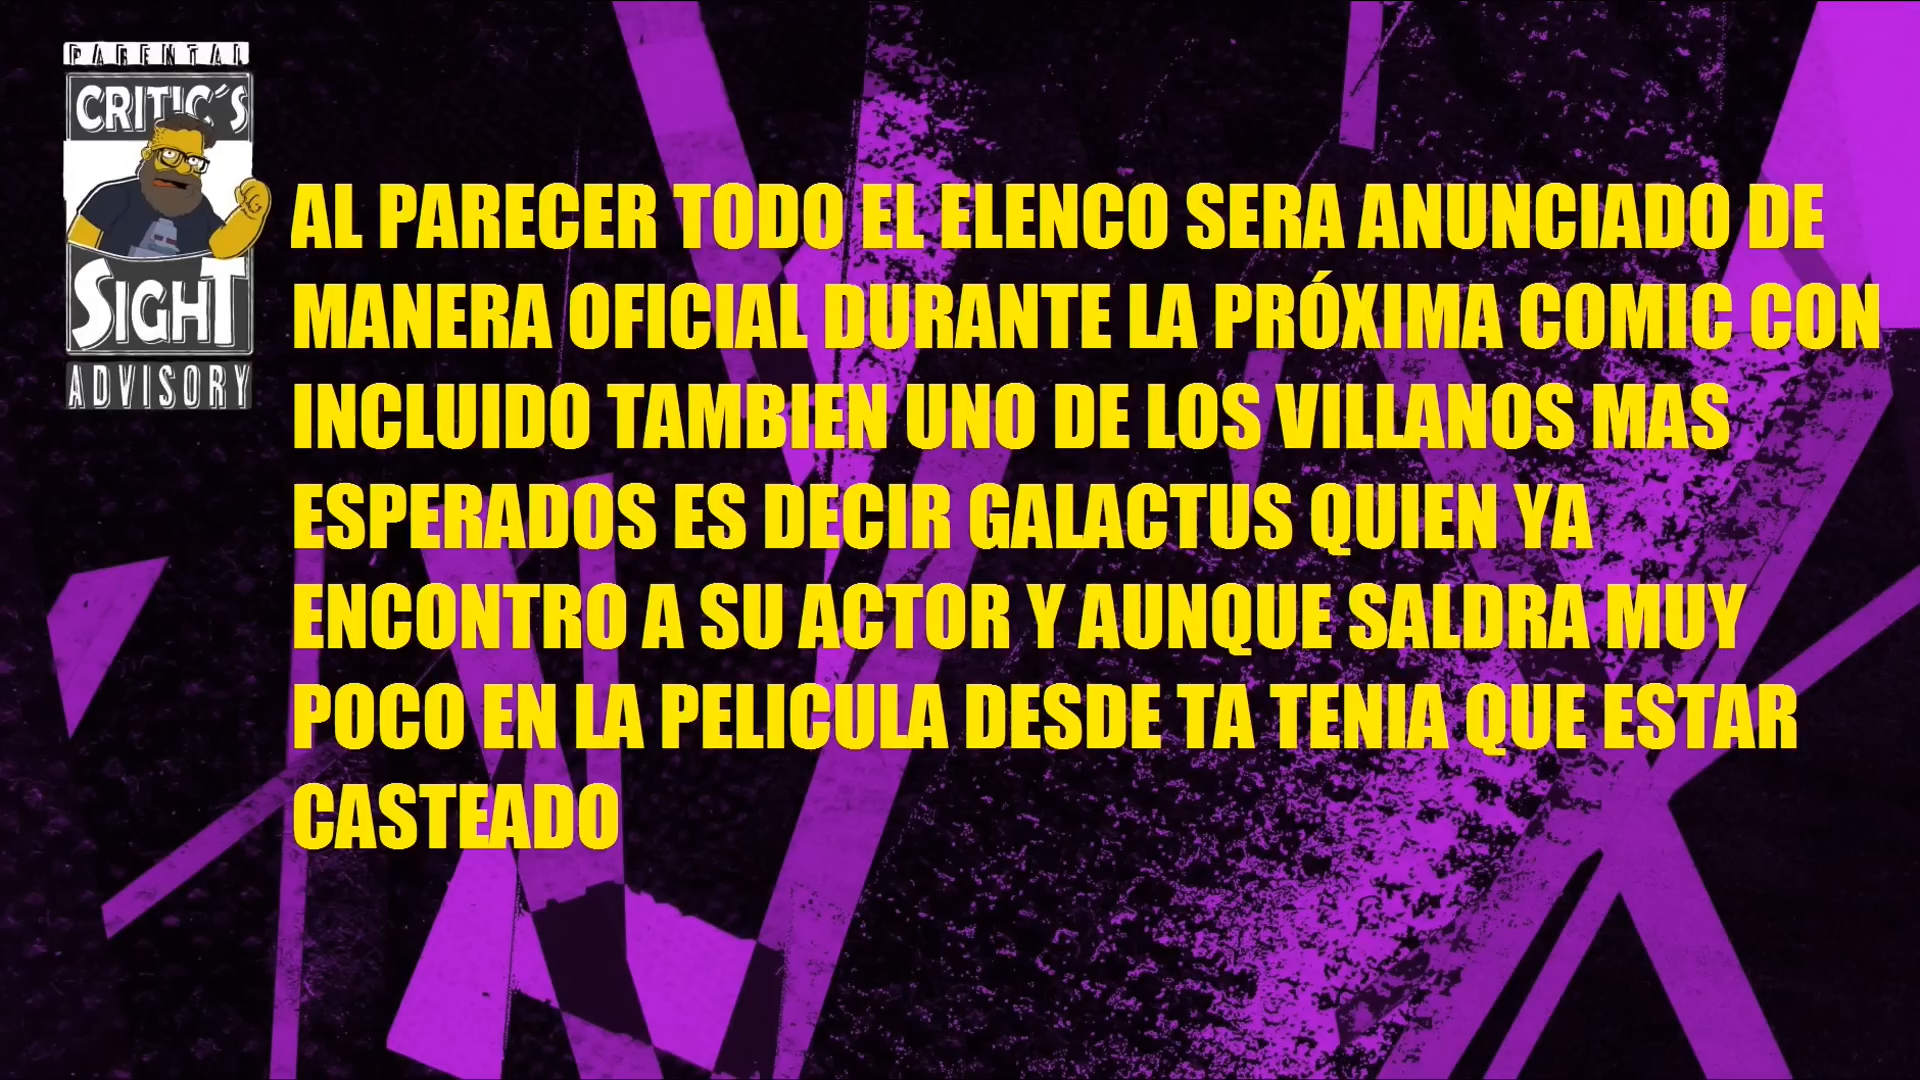 PARENTAL
CRITIC´S
SIGHT
ADVISORY
AL PARECER TODO EL ELENCO SERA ANUNCIADO DE
MANERA OFICIAL DURANTE LA PRÓXIMA COMIC CON
INCLUIDO TAMBIEN UNO DE LOS VILLANOS MAS
ESPERADOS ES DECIR GALACTUS QUIEN YA
ENCONTRO A SU ACTOR Y AUNQUE SALDRA MUY
POCO EN LA PELICULA DESDE TA TENIA QUE ESTAR
CASTEADO